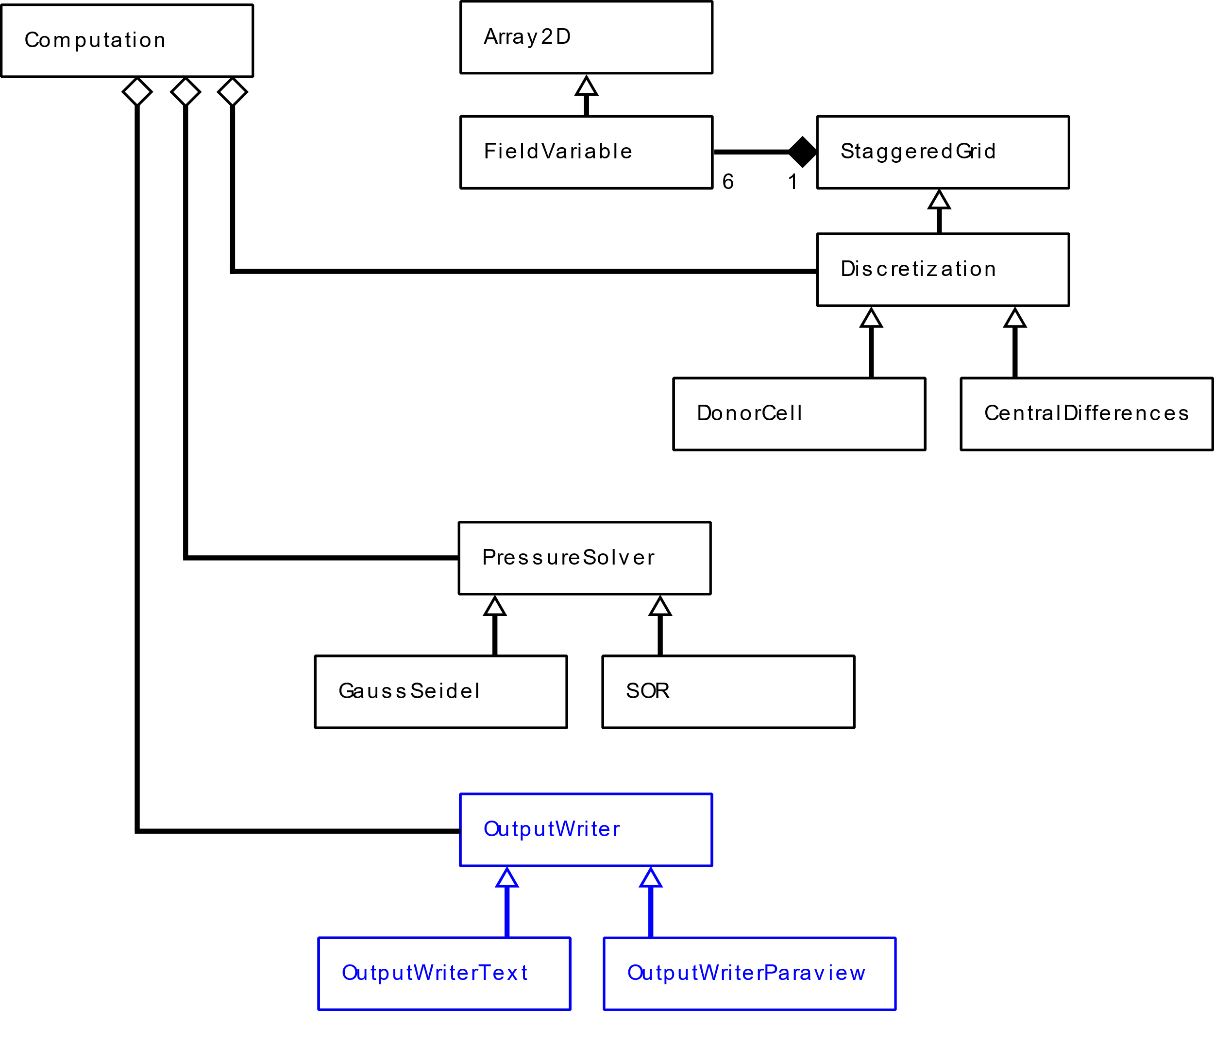 Computation
Array2D
FieldVariable
StaggeredGrid
6
1
Discretization
DonorCell
CentralDifferences
PressureSolver
GaussSeidel
SOR
OutputWriter
OutputWriterText
OutputWriterParaview